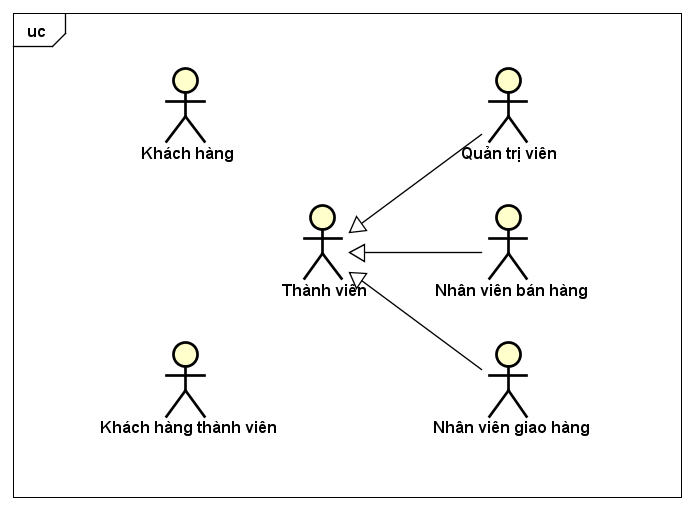 uc
Khách hàng
Quản trị viên
Thành viên
Nhân viên bán hàng
Khách hàng thành viên
Nhân viên giao hàng